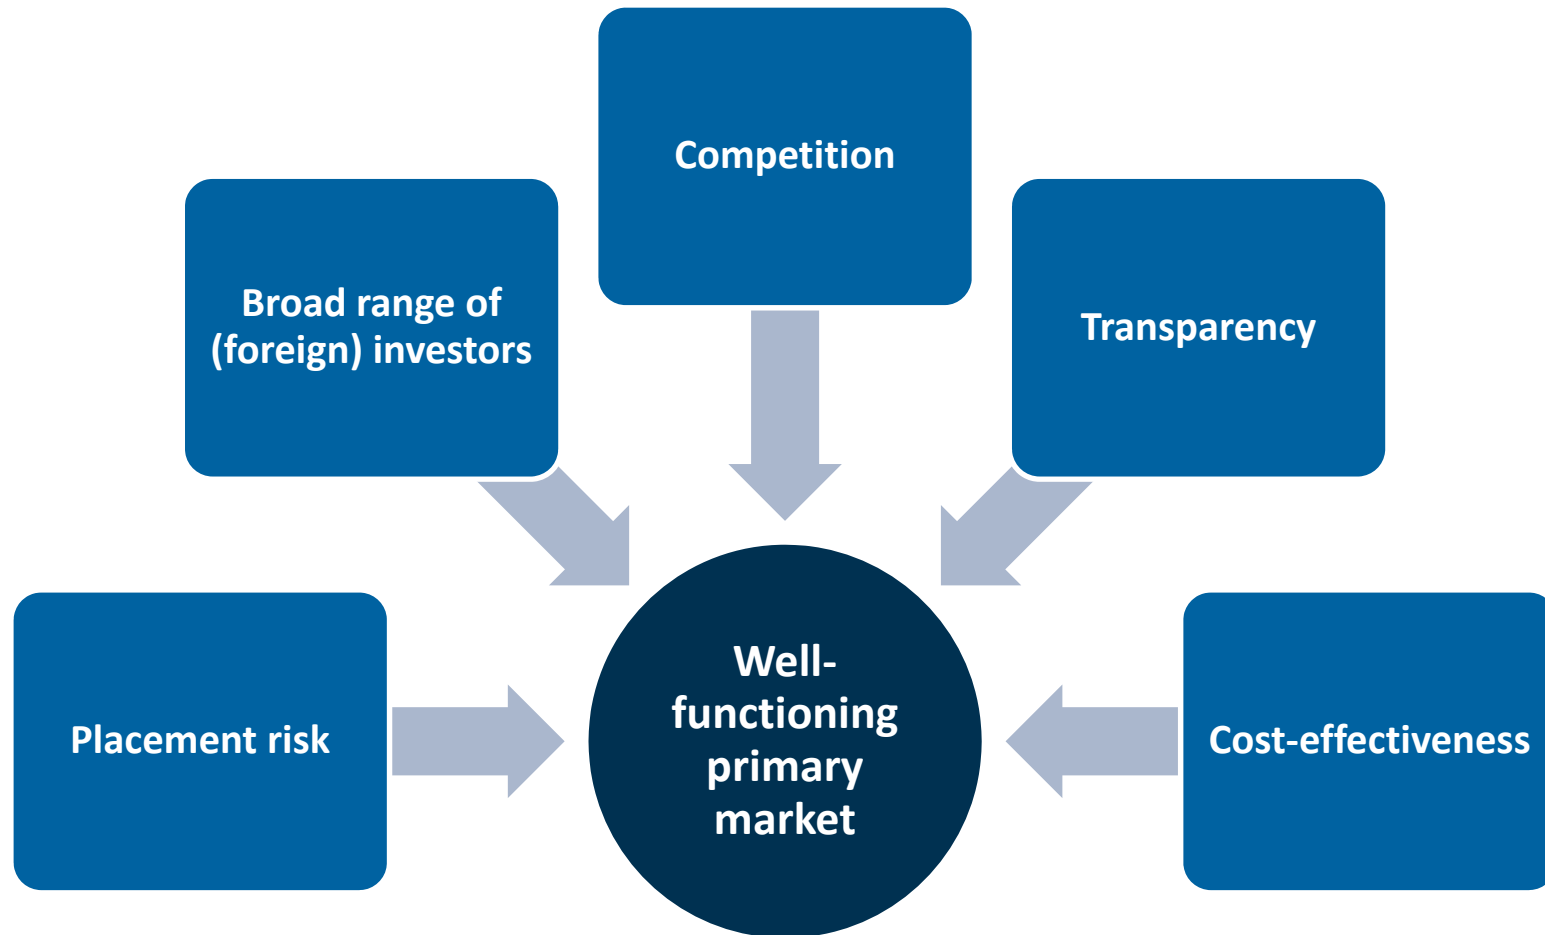 Competition
Broad range of
(foreign) investors
Transparency
Placement risk
Well-
functioning
primary
market
Cost-effectiveness